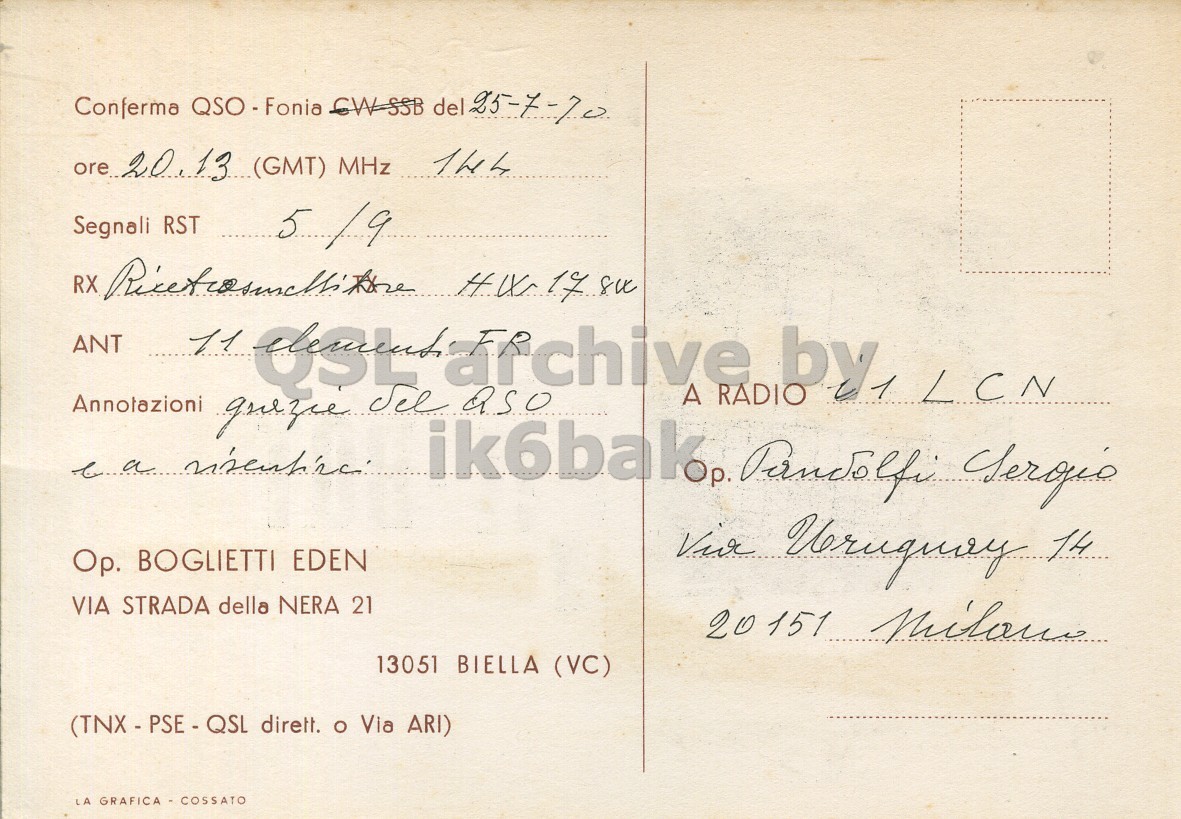 Conferma QSO - Fonia CW-SSB del 25-7-70
ore 20.13 (GMT) MHz 144
Segnali RST 5/9
RX Ricetrasmettitore TX HW-17
ANT 11 elementi FR
Annotazioni grazie del QSO
e a risentirci
Op. BOGLIETTI EDEN
VIA STRADA della NERA 21
13051 BIELLA (VC)
(TNX - PSE - QSL dirett. o Via ARI)
LA GRAFICA - COSSATO
A RADIO i1 LCN
Op. Pandolfi Sergio
Via Uruguay 14
20151 Milano
QSL archive by
ik6bak